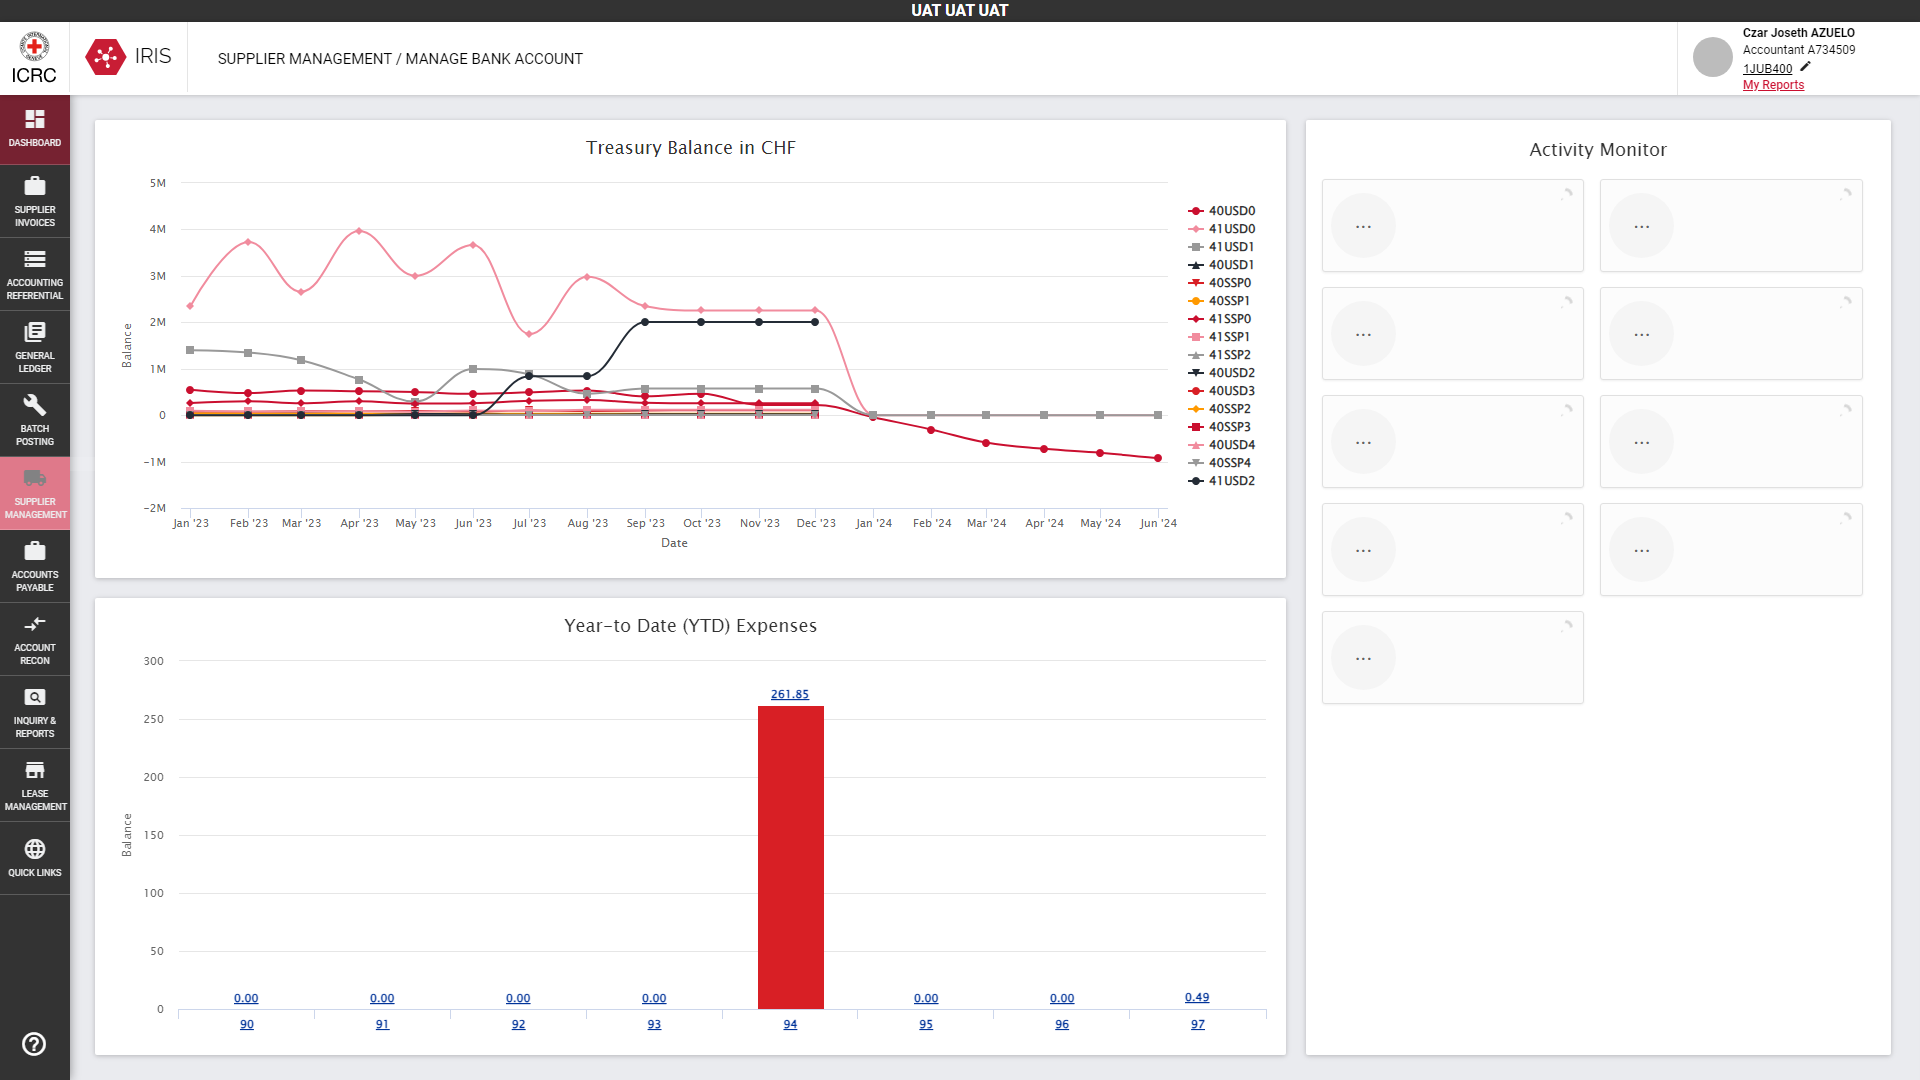 UAT UAT UAT
ICRC
IRIS
SUPPLIER MANAGEMENT / MANAGE BANK ACCOUNT
Czar Joseth AZUELO
Accountant A734509
1JUB400
My Reports
DASHBOARD
SUPPLIER
INVOICES
ACCOUNTING
REFERENTIAL
GENERAL
LEDGER
BATCH
POSTING
SUPPLIER
MANAGEMENT
ACCOUNTS
PAYABLE
ACCOUNT
RECON
INQUIRY &
REPORTS
LEASE
MANAGEMENT
QUICK LINKS
Treasury Balance in CHF
Balance
5M
4M
3M
2M
1M
0
-1M
-2M
Jan '23 Feb '23 Mar '23 Apr '23 May '23 Jun '23 Jul '23 Aug '23 Sep '23 Oct '23 Nov '23 Dec '23 Jan '24 Feb '24 Mar '24 Apr '24 May '24 Jun '24
Date
40USD0
41USD0
41USD1
40USD1
40SSP0
40SSP1
41SSP0
41SSP1
41SSP2
40USD2
40USD3
40SSP2
40SSP3
40USD4
40SSP4
41USD2
Year-to Date (YTD) Expenses
Balance
300
250
200
150
100
50
0
0.00 0.00 0.00 0.00 261.85 0.00 0.00 0.49
90 91 92 93 94 95 96 97
Activity Monitor
... ...
... ...
... ...
... ...
...